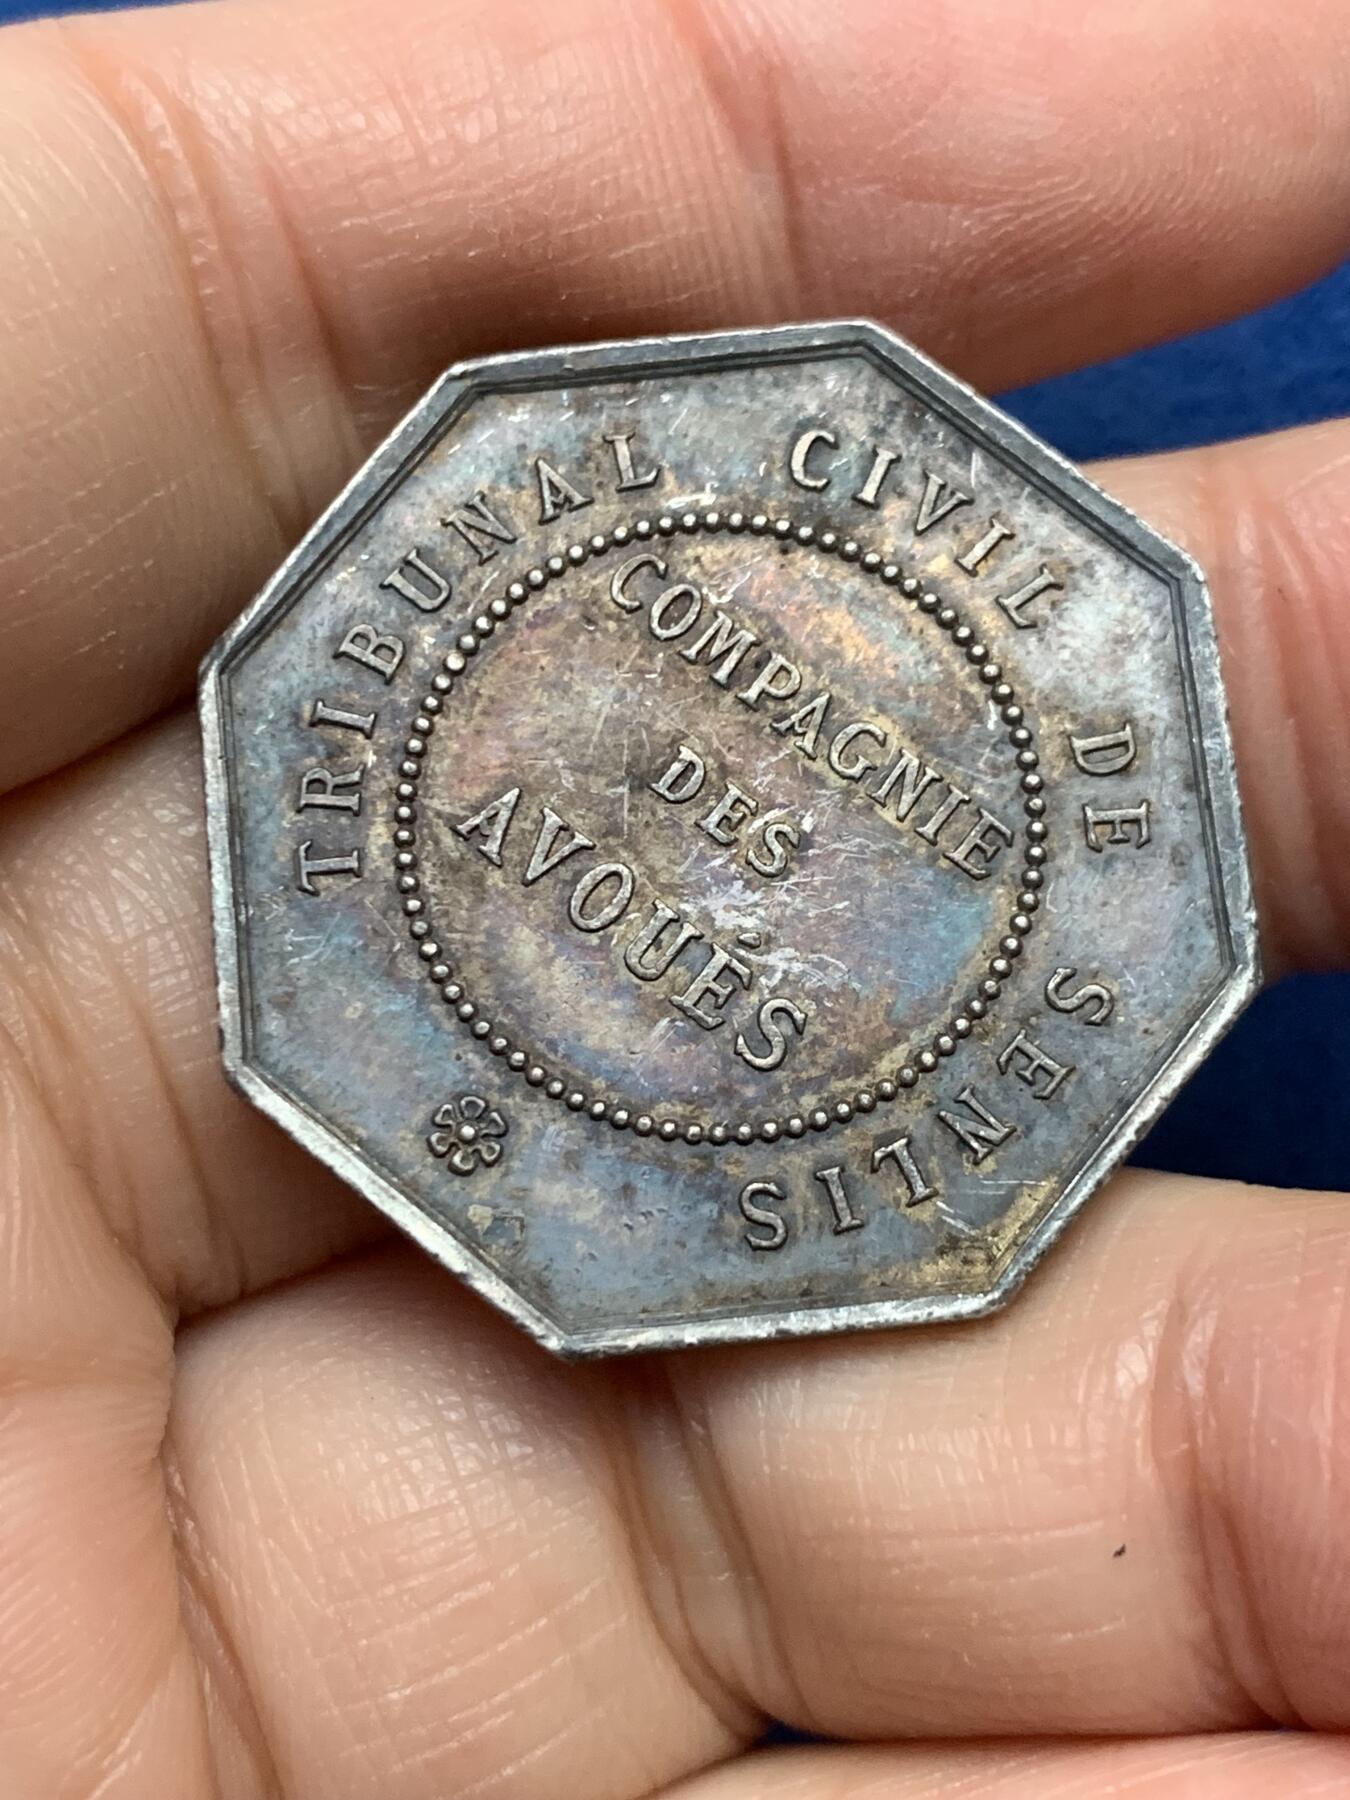 TRIBUNAL CIVIL DE SENLIS
COMPAGNIE
DES
AVOUÉS